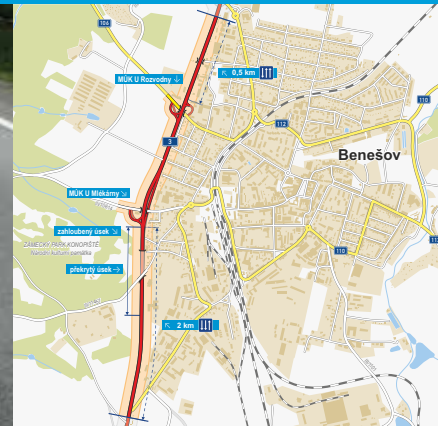 106
110
MÚK U Rozvodny ↓
↖ 0,5 km
112
3
Benešov
MÚK U Mlékárny ↘
zahloubený úsek ↘
ZÁMECKÝ PARK KONOPIŠTĚ
Národní kulturní památka
překrytý úsek →
110
↖ 2 km